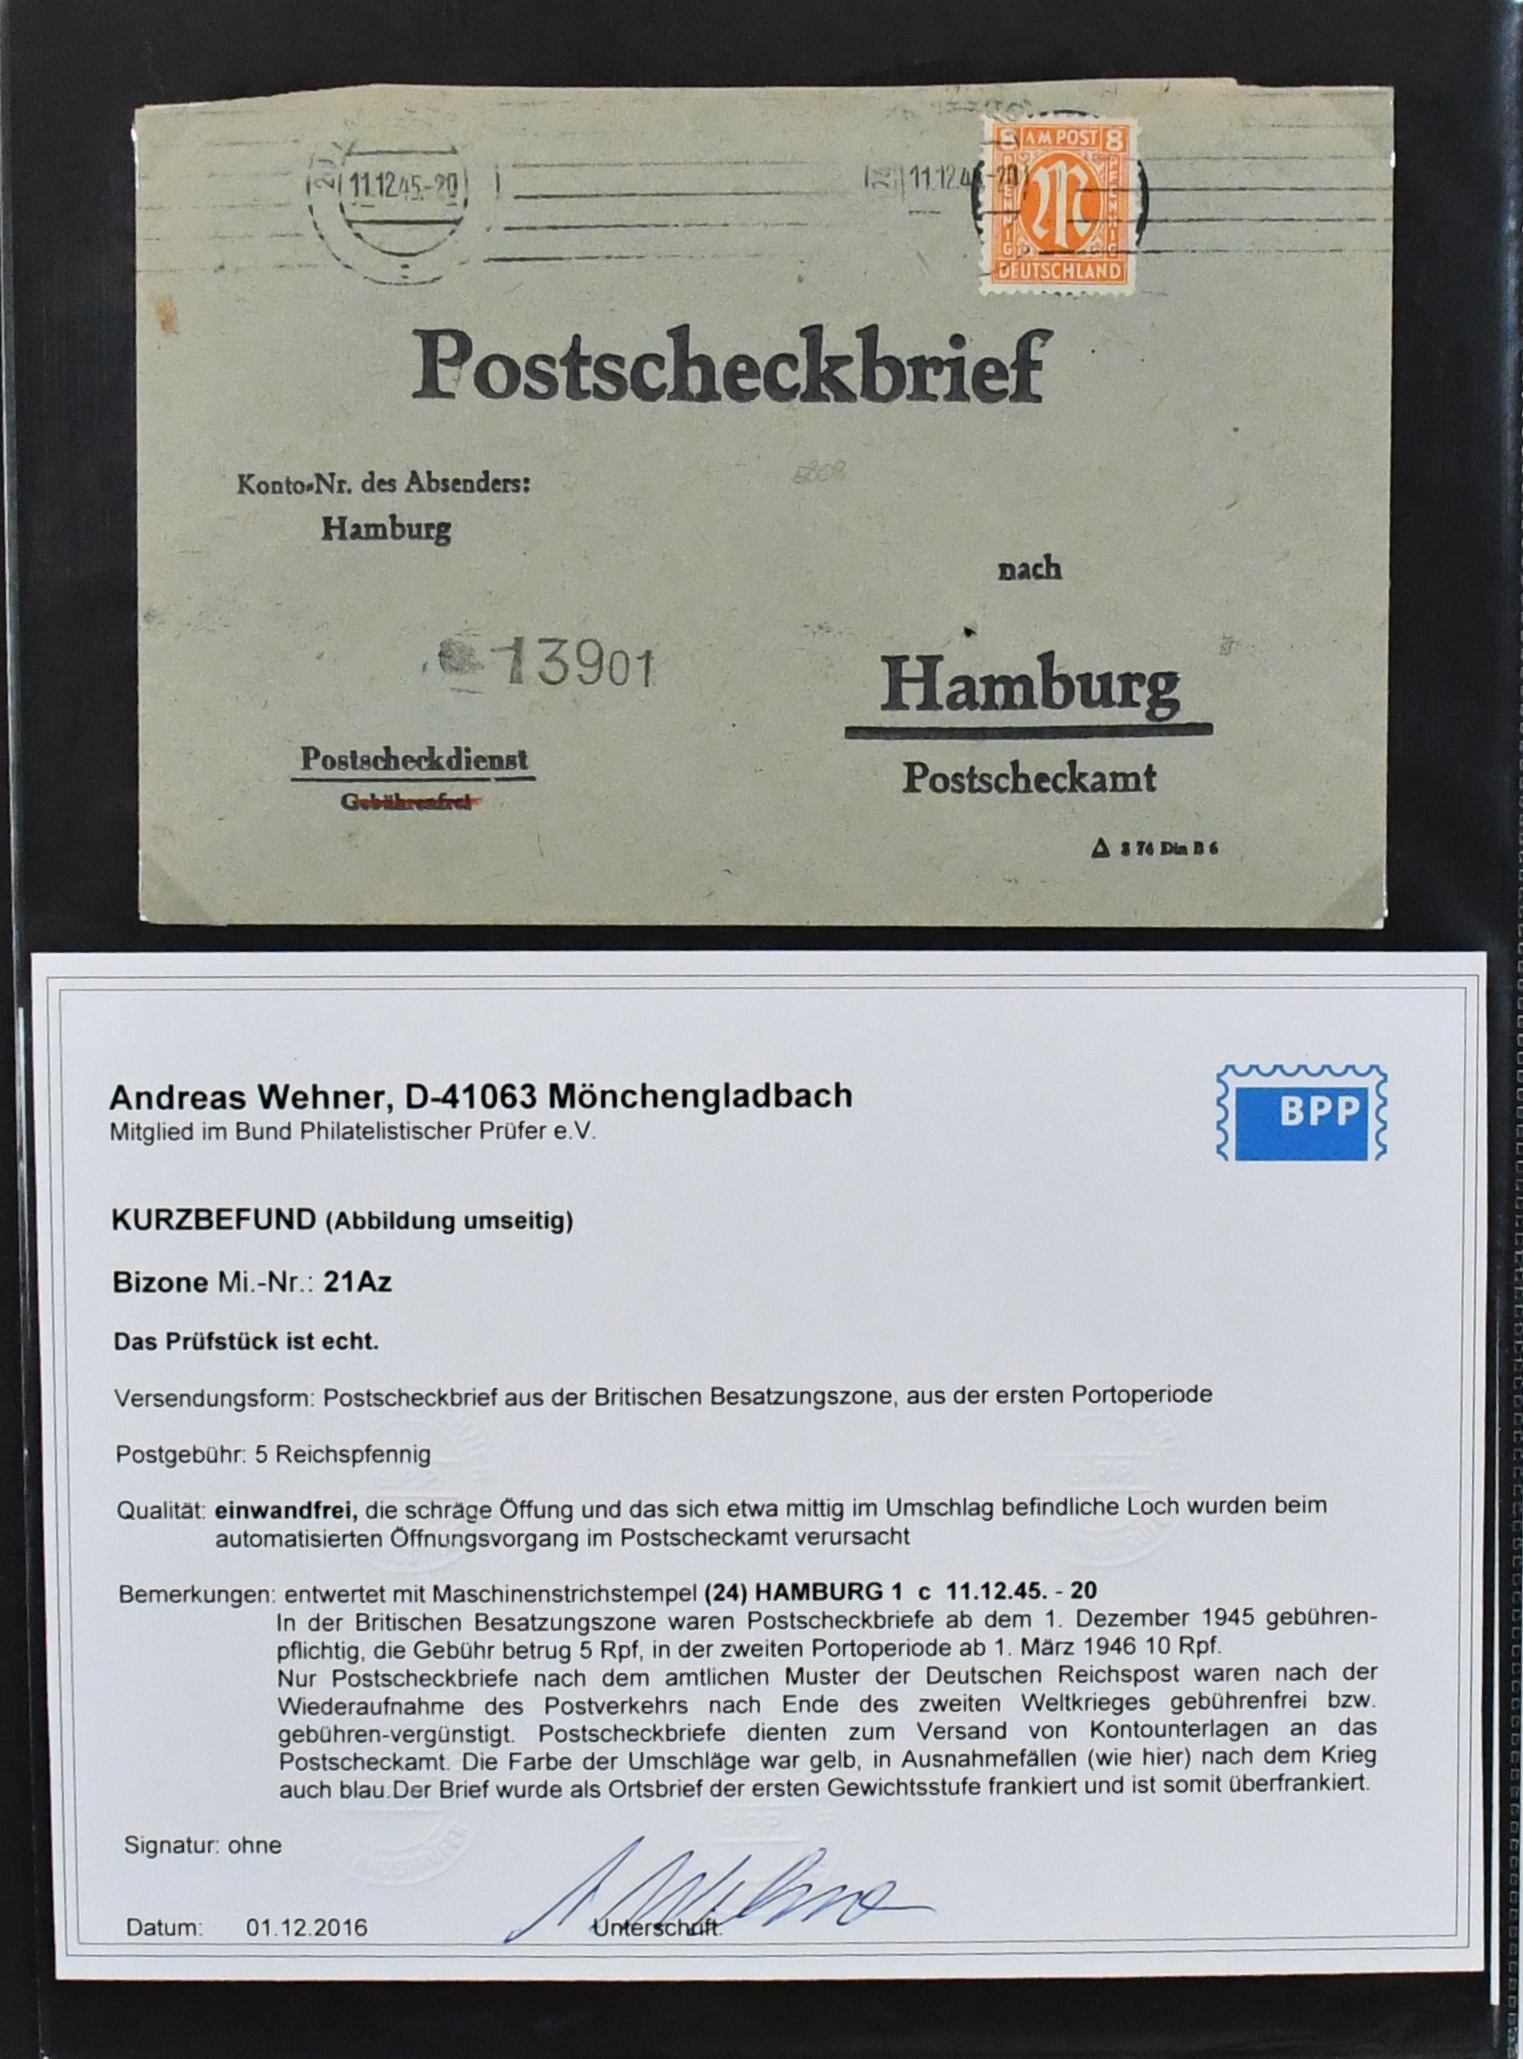 11.12.45.-20
11.12.4 -20
8 AM POST 8
PFENNIG PFENNIG
DEUTSCHLAND
Postscheckbrief
Konto-Nr. des Absenders:
Hamburg
nach
13901
Hamburg
Postscheckdienst
Gebührenfrei
Postscheckamt
S 74 Din B 6
Andreas Wehner, D-41063 Mönchengladbach
Mitglied im Bund Philatelistischer Prüfer e.V.
BPP
KURZBEFUND (Abbildung umseitig)
Bizone Mi.-Nr.: 21Az
Das Prüfstück ist echt.
Versendungsform: Postscheckbrief aus der Britischen Besatzungszone, aus der ersten Portoperiode
Postgebühr: 5 Reichspfennig
Qualität: einwandfrei, die schräge Öffung und das sich etwa mittig im Umschlag befindliche Loch wurden beim
automatisierten Öffnungsvorgang im Postscheckamt verursacht
Bemerkungen: entwertet mit Maschinenstrichstempel (24) HAMBURG 1 c 11.12.45. - 20
In der Britischen Besatzungszone waren Postscheckbriefe ab dem 1. Dezember 1945 gebühren-
pflichtig, die Gebühr betrug 5 Rpf, in der zweiten Portoperiode ab 1. März 1946 10 Rpf.
Nur Postscheckbriefe nach dem amtlichen Muster der Deutschen Reichspost waren nach der
Wiederaufnahme des Postverkehrs nach Ende des zweiten Weltkrieges gebührenfrei bzw.
gebühren-vergünstigt. Postscheckbriefe dienten zum Versand von Kontounterlagen an das
Postscheckamt. Die Farbe der Umschläge war gelb, in Ausnahmefällen (wie hier) nach dem Krieg
auch blau.Der Brief wurde als Ortsbrief der ersten Gewichtsstufe frankiert und ist somit überfrankiert.
Signatur: ohne
Datum: 01.12.2016 Unterschrift: